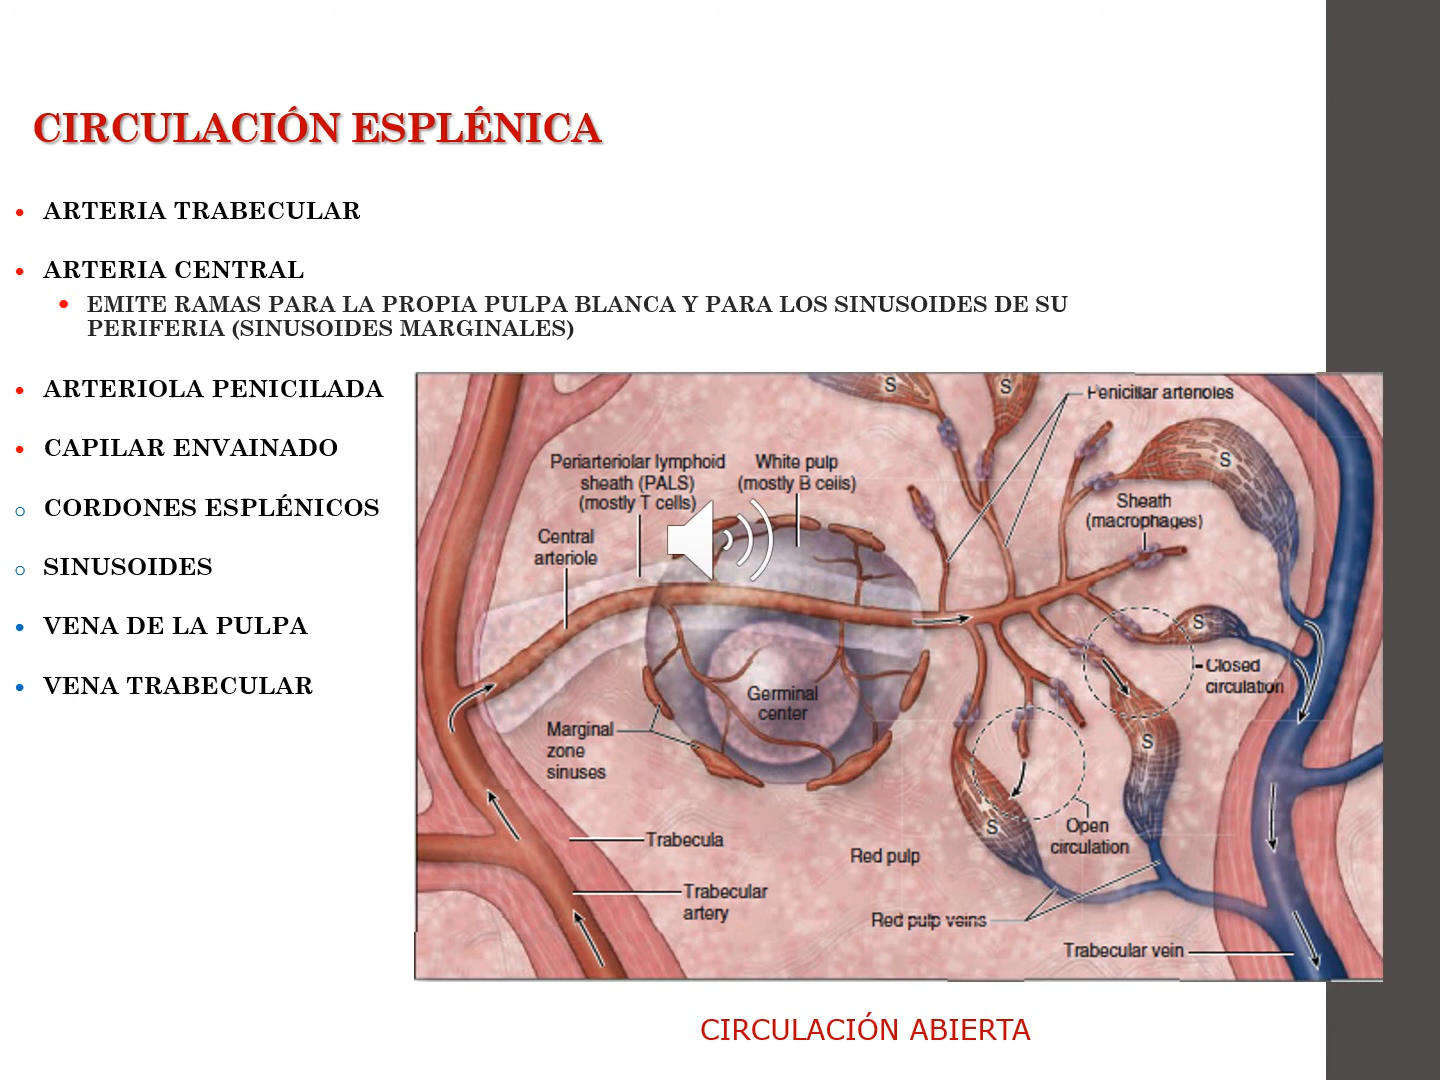 CIRCULACIÓN ESPLÉNICA
• ARTERIA TRABECULAR
• ARTERIA CENTRAL
• EMITE RAMAS PARA LA PROPIA PULPA BLANCA Y PARA LOS SINUSOIDES DE SU
PERIFERIA (SINUSOIDES MARGINALES)
• ARTERIOLA PENICILADA
• CAPILAR ENVAINADO
o CORDONES ESPLÉNICOS
o SINUSOIDES
• VENA DE LA PULPA
• VENA TRABECULAR
S
S
Penicillar arterioles
Periarteriolar lymphoid
sheath (PALS)
(mostly T cells)
White pulp
(mostly B cells)
S
Sheath
(macrophages)
Central
arteriole
S
Closed
circulation
Germinal
center
Marginal
zone
sinuses
S
S
Open
circulation
Trabecula
Red pulp
Trabecular
artery
Red pulp veins
Trabecular vein
CIRCULACIÓN ABIERTA